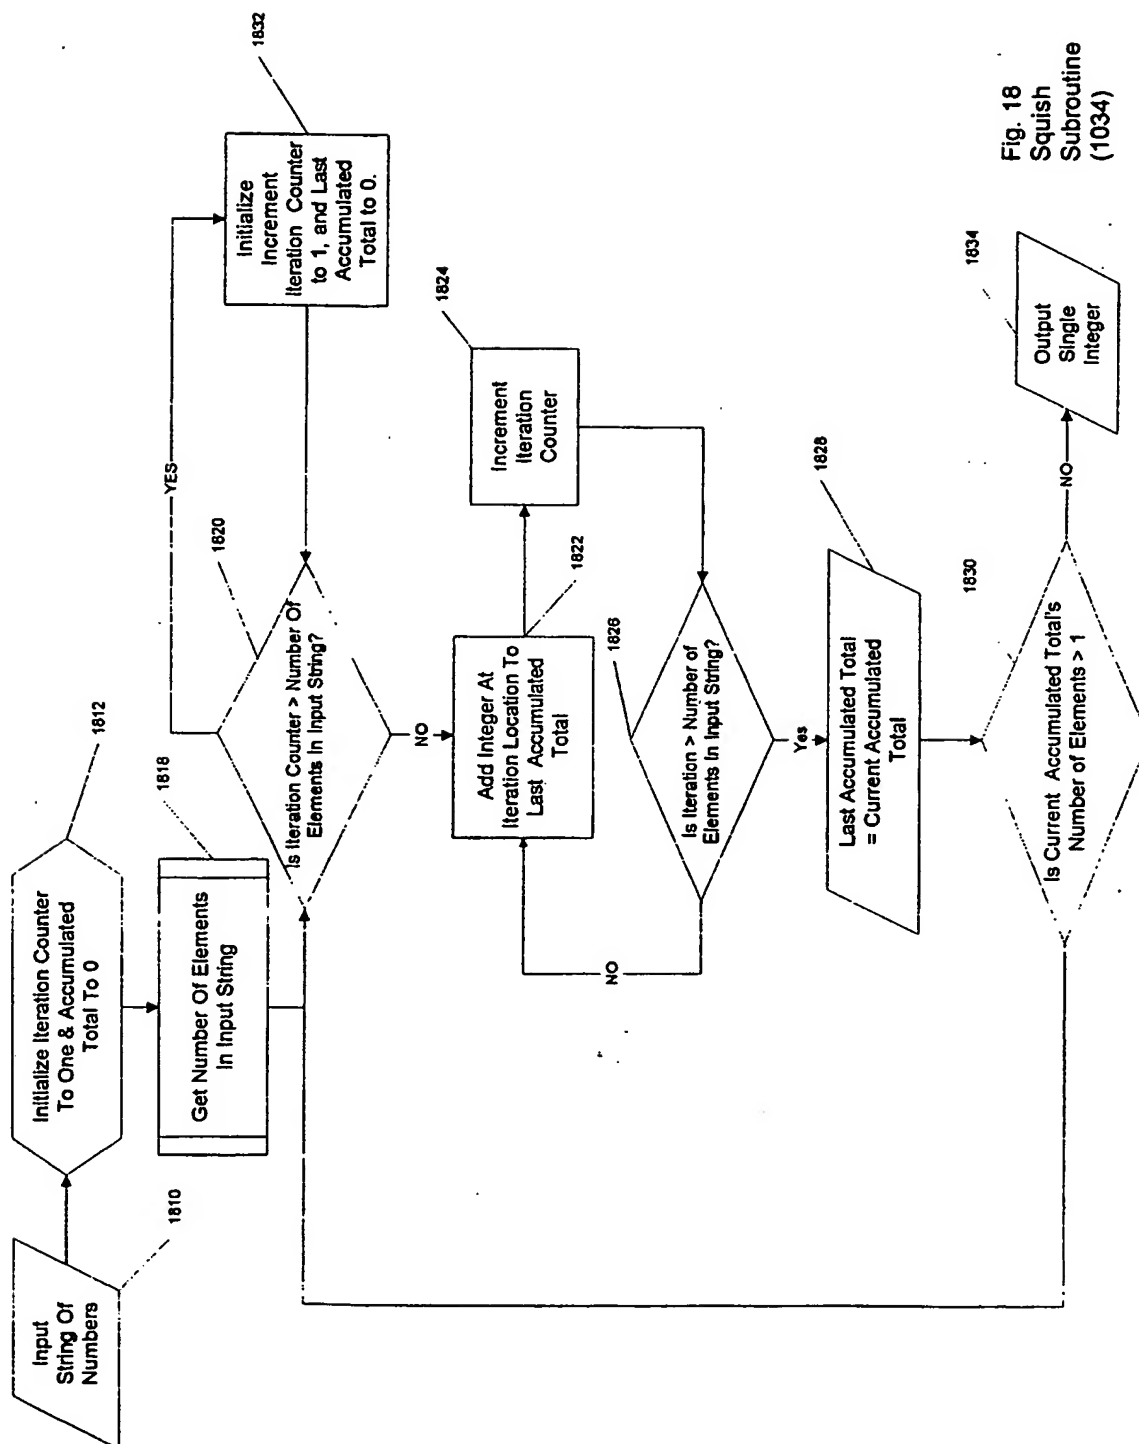 Input
String Of
Numbers
1810
Initialize Iteration Counter
To One & Accumulated
Total To 0
1812
Get Number Of Elements
In Input String
1818
Is Iteration Counter > Number Of
Elements In Input String?
1820
YES
Initialize
Increment
Iteration Counter
to 1, and Last
Accumulated
Total to 0.
1832
NO
Add Integer At
Iteration Location To
Last Accumulated
Total
1822
Increment
Iteration
Counter
1824
Is Iteration > Number of
Elements In Input String?
1826
NO
Yes
Last Accumulated Total
= Current Accumulated
Total
1828
Is Current Accumulated Total's
Number of Elements > 1
1830
NO
Output
Single
Integer
1834
Fig. 18
Squish
Subroutine
(1034)